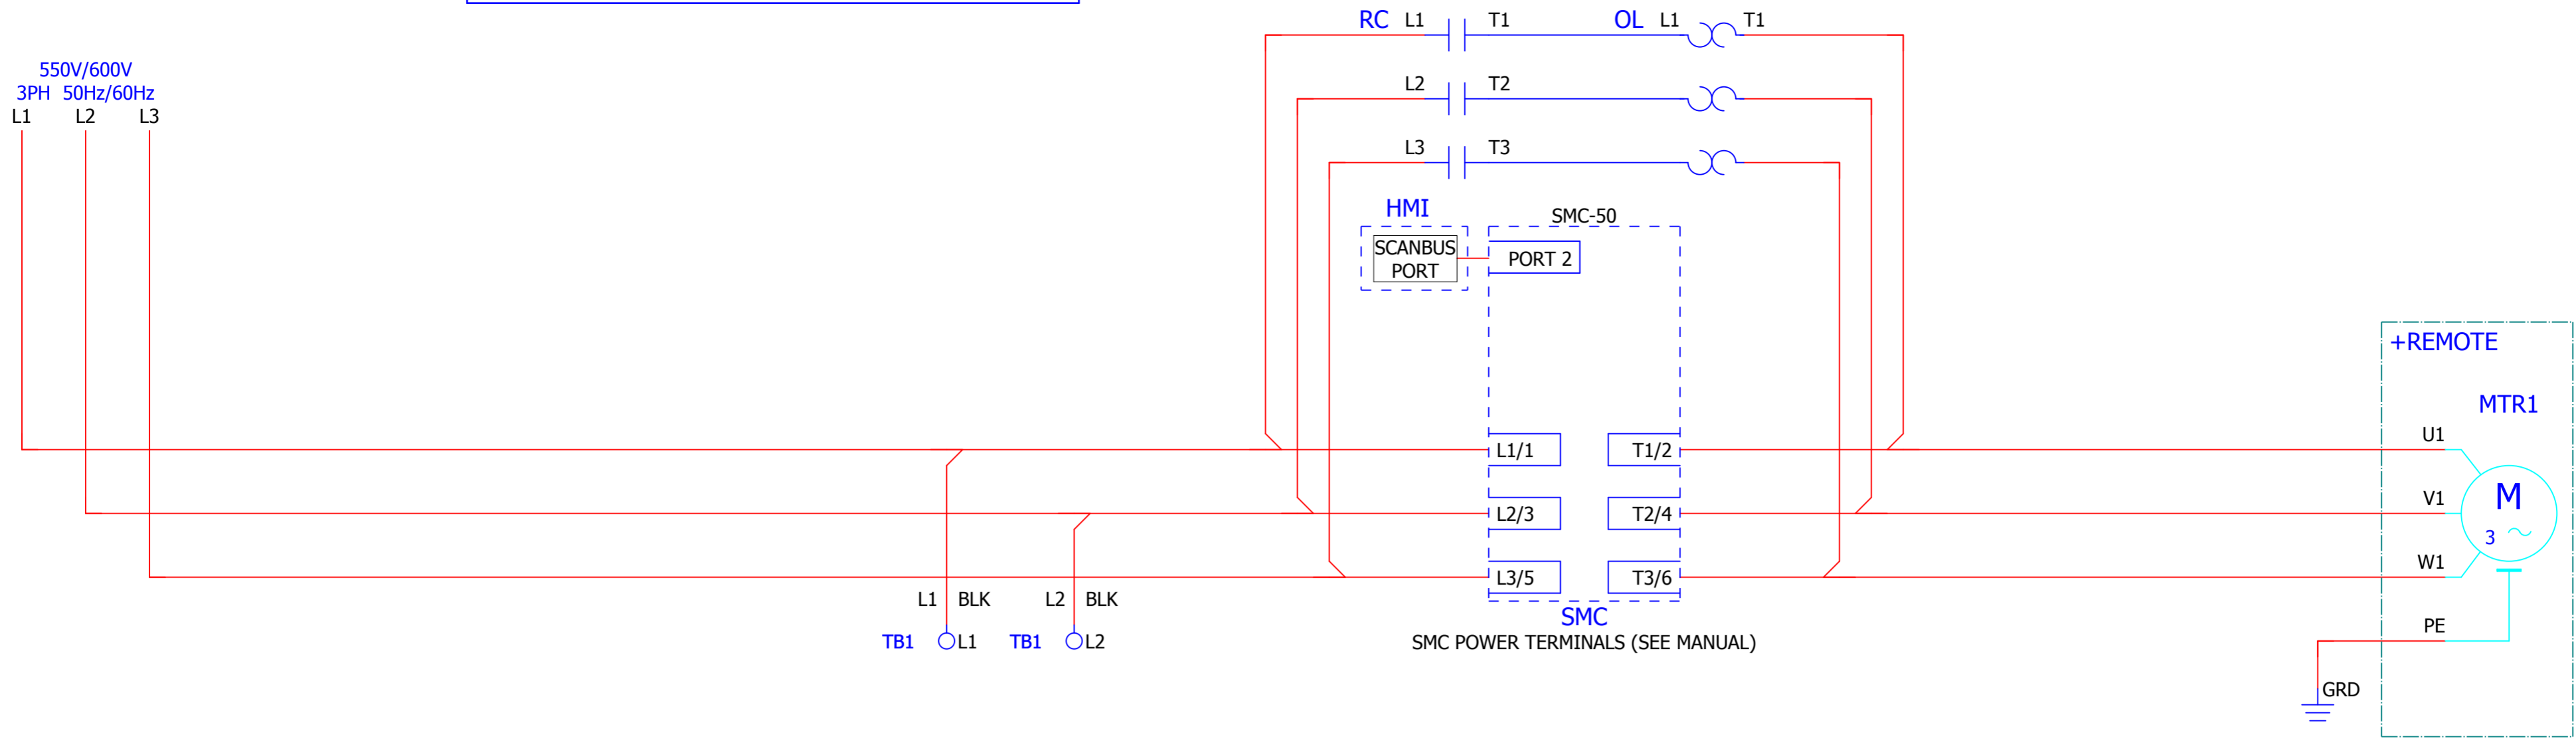 RC L1 T1 OL L1 T1
550V/600V
3PH 50Hz/60Hz
L1 L2 L3
L2 T2
L3 T3
HMI
SMC-50
SCANBUS
PORT
PORT 2
+REMOTE
MTR1
L1/1 T1/2 U1
L2/3 T2/4 V1
M
3
L3/5 T3/6 W1
L1 BLK L2 BLK
SMC
TB1 L1 TB1 L2
SMC POWER TERMINALS (SEE MANUAL)
PE
GRD